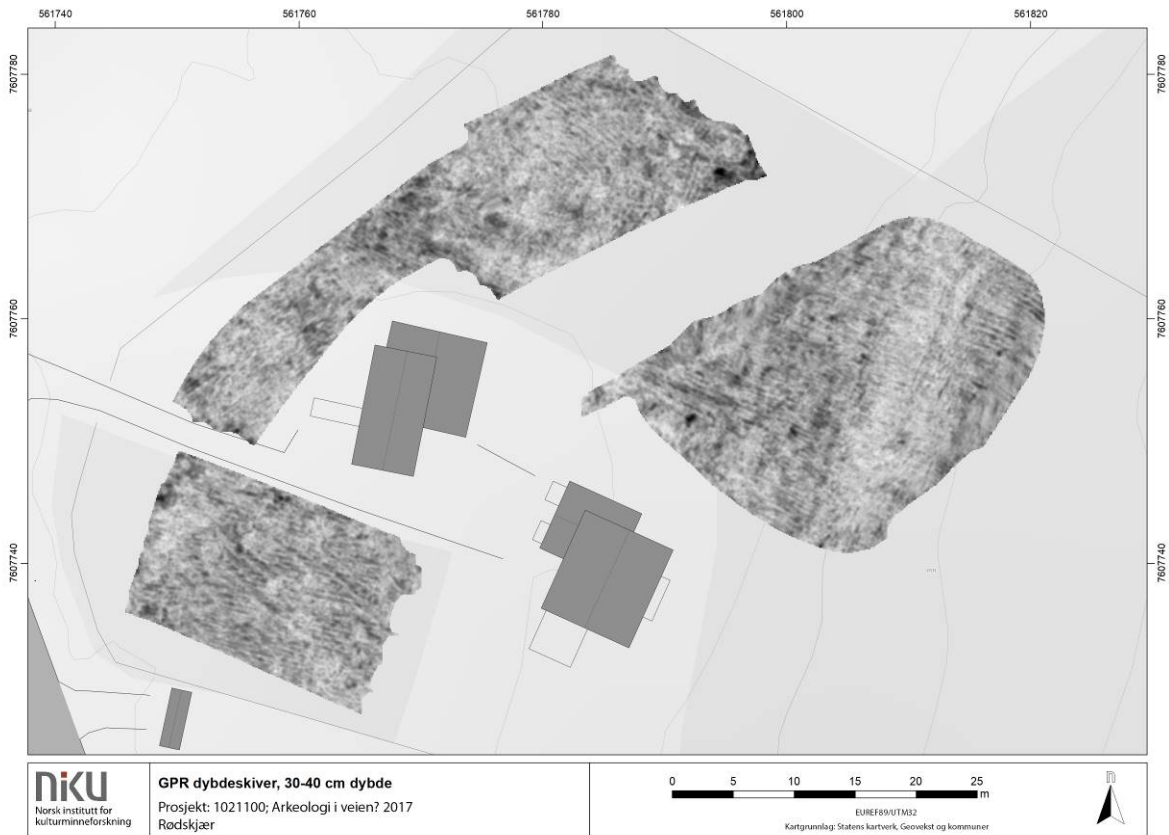 561740 561760 561780 561800 561820
7607780 7607780
7607760 7607760
7607740 7607740
niku
Norsk institutt for
kulturminneforskning
GPR dybdeskiver, 30-40 cm dybde
Prosjekt: 1021100; Arkeologi i veien? 2017
Rødskjær
0 5 10 15 20 25
m
EUREF89/UTM32
Kartgrunnlag: Statens kartverk, Geovekst og kommuner
n